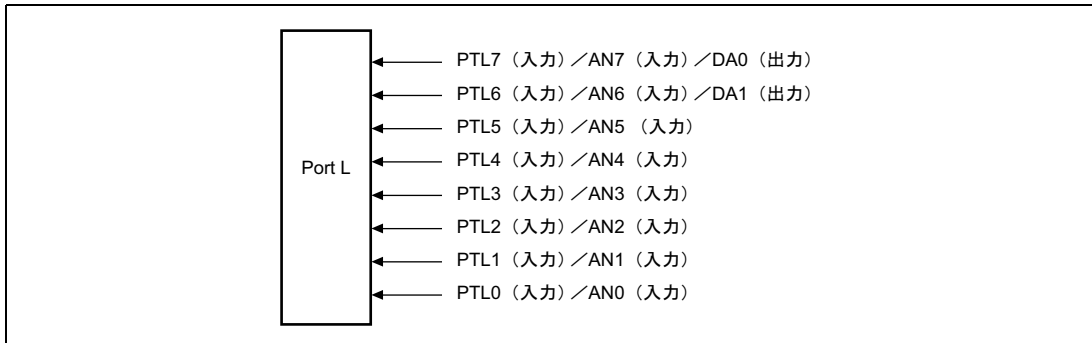 PTL7（入力）／AN7（入力）／DA0（出力）
PTL6（入力）／AN6（入力）／DA1（出力）
PTL5（入力）／AN5 （入力）
Port L
PTL4（入力）／AN4（入力）
PTL3（入力）／AN3（入力）
PTL2（入力）／AN2（入力）
PTL1（入力）／AN1（入力）
PTL0（入力）／AN0（入力）